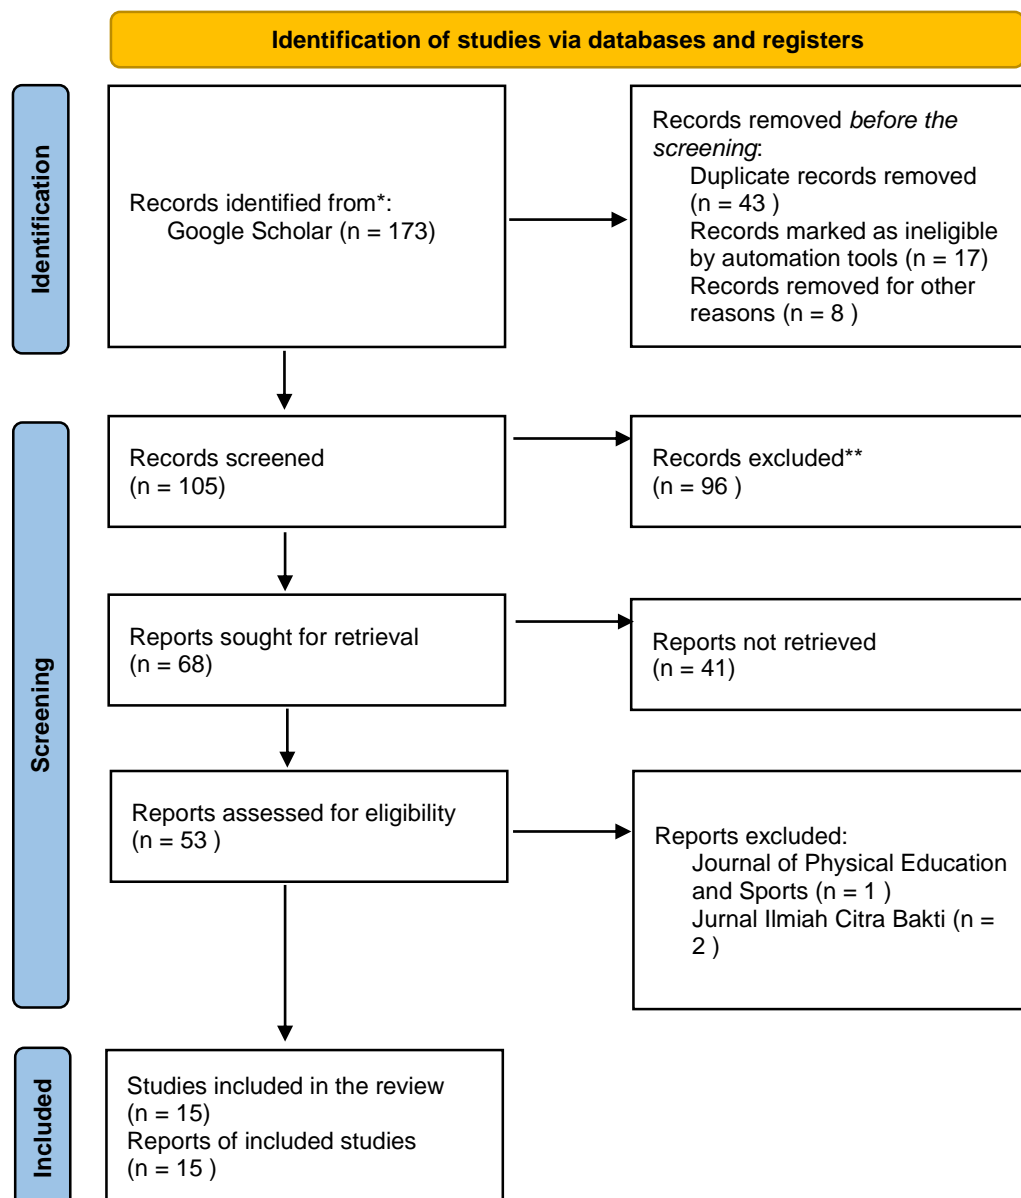 Identification of studies via databases and registers
Identification
Records identified from*:
Google Scholar (n = 173)
Records removed before the
screening:
Duplicate records removed
(n = 43 )
Records marked as ineligible
by automation tools (n = 17)
Records removed for other
reasons (n = 8 )
Screening
Records screened
(n = 105)
Records excluded**
(n = 96 )
Reports sought for retrieval
(n = 68)
Reports not retrieved
(n = 41)
Reports assessed for eligibility
(n = 53 )
Reports excluded:
Journal of Physical Education
and Sports (n = 1 )
Jurnal Ilmiah Citra Bakti (n =
2 )
Included
Studies included in the review
(n = 15)
Reports of included studies
(n = 15 )